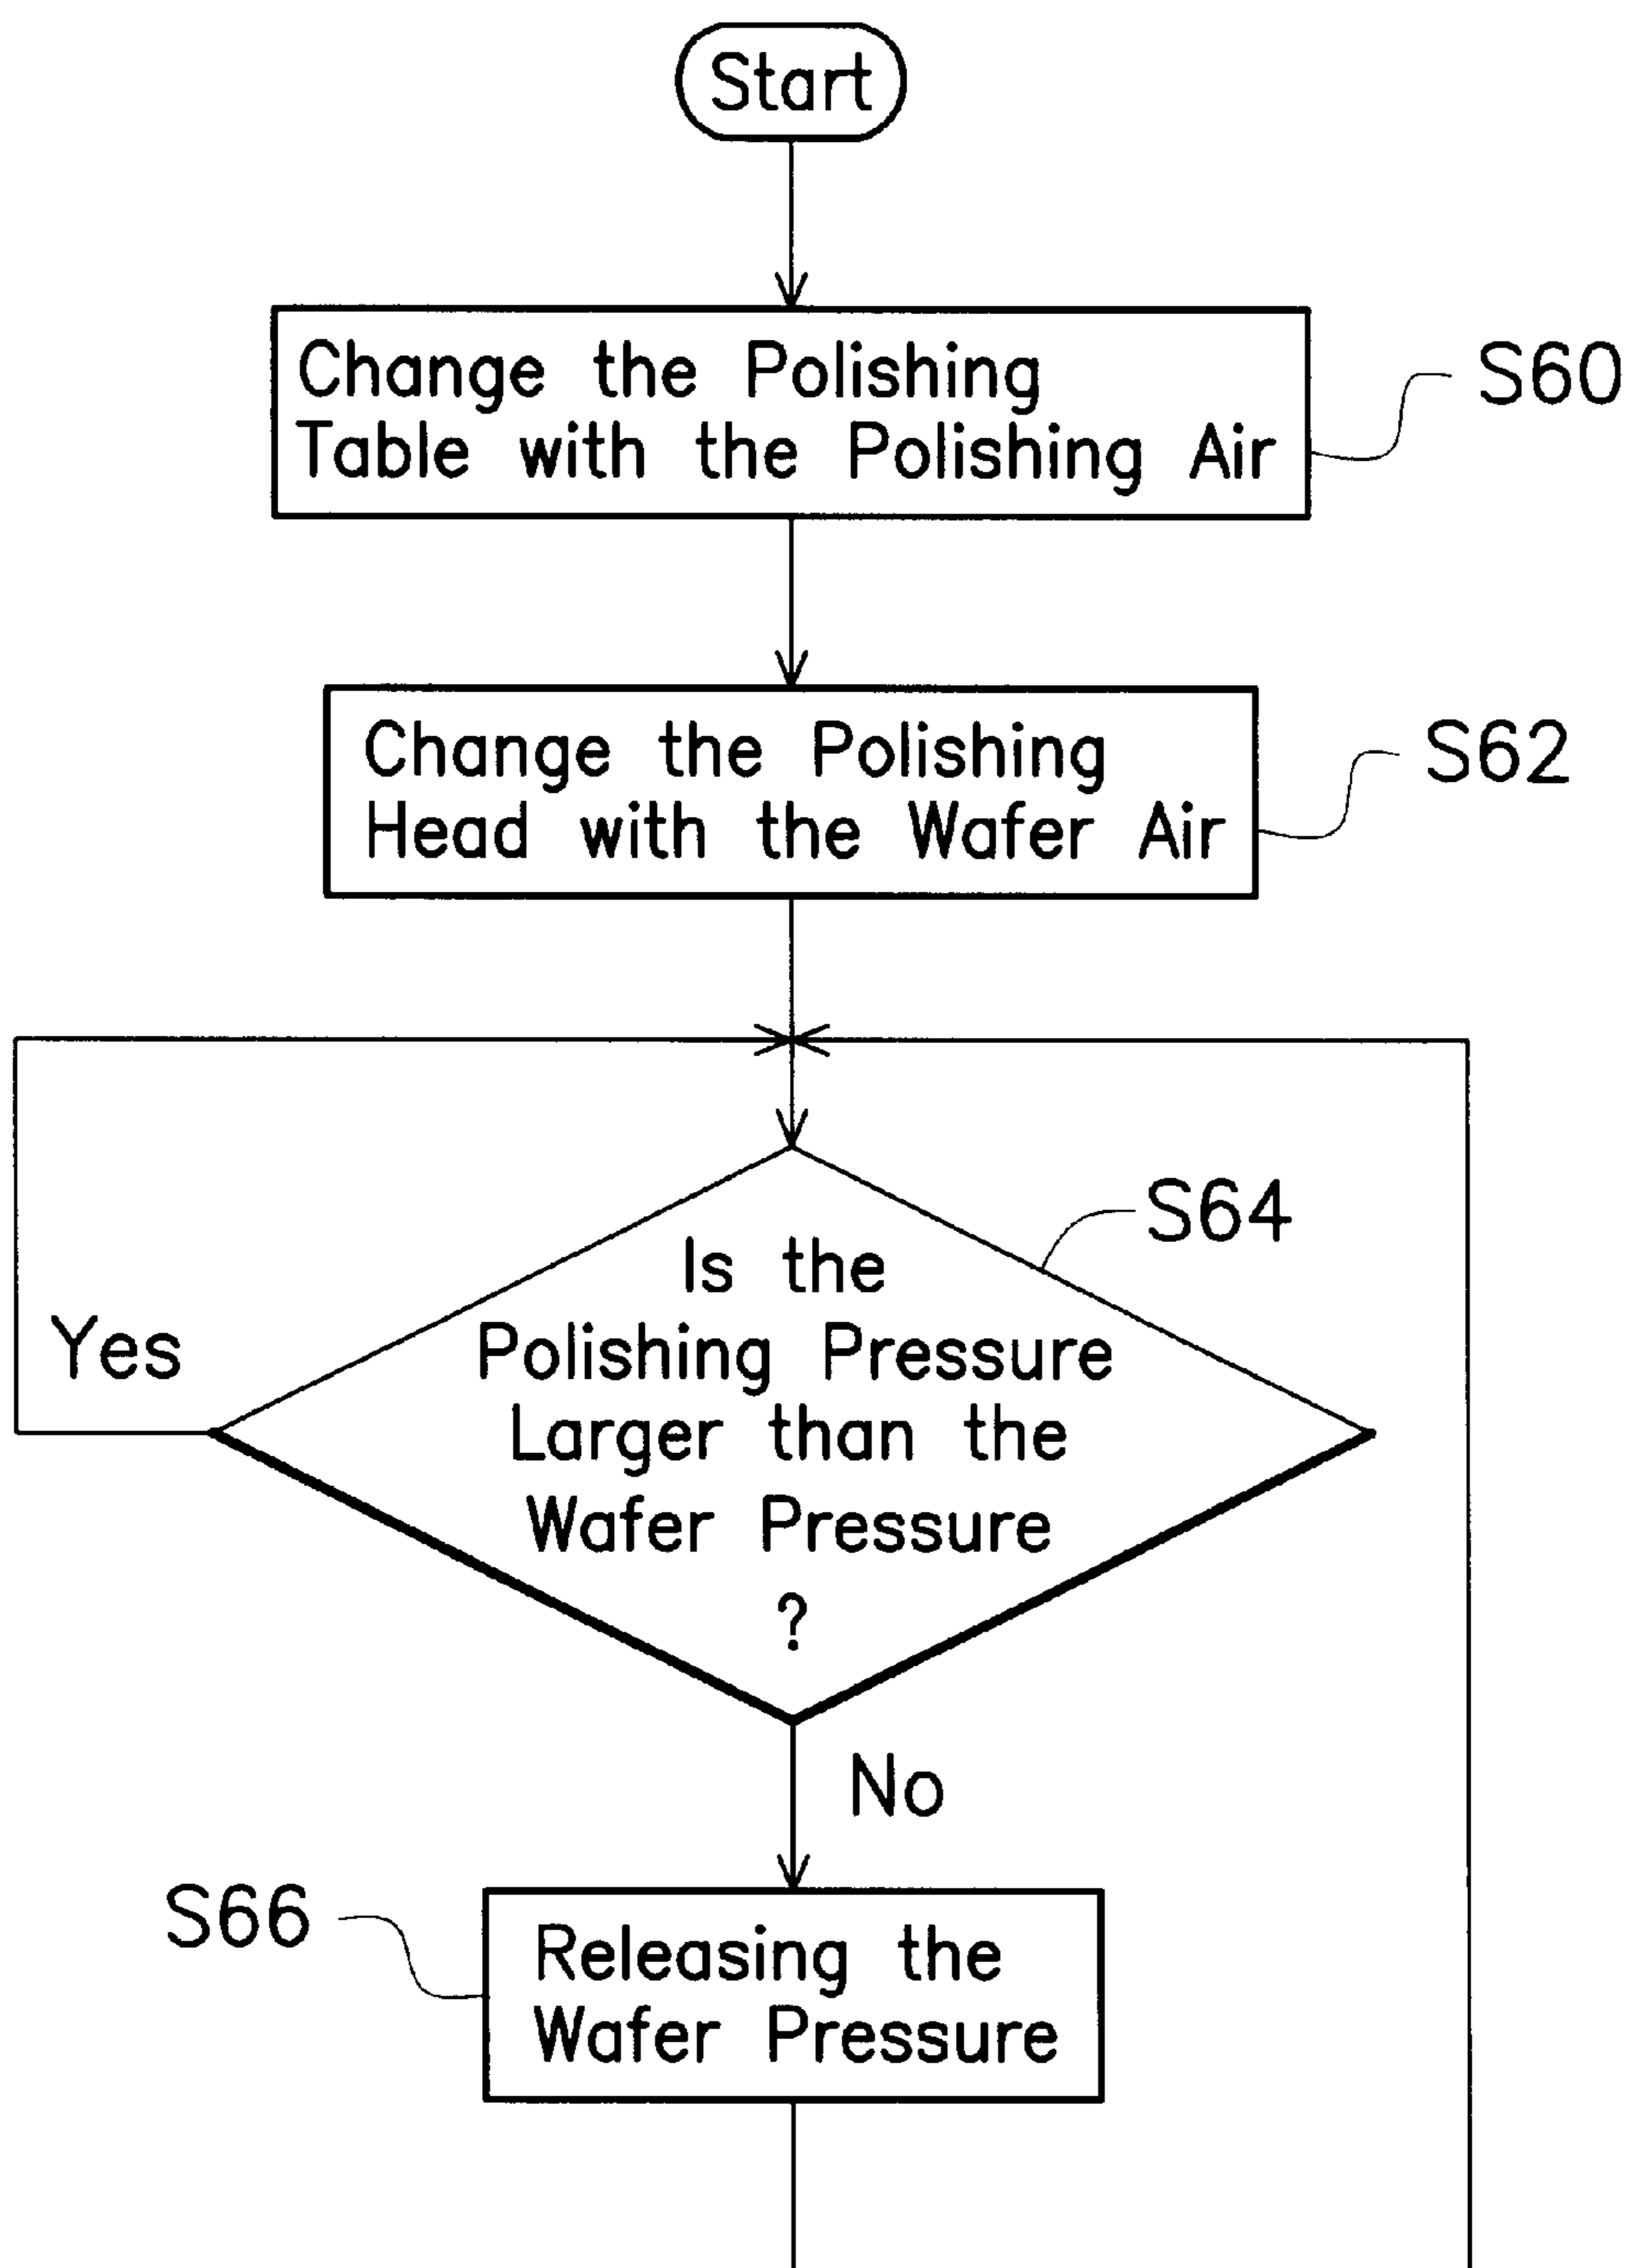 Start
Change the Polishing
Table with the Polishing Air
S60
Change the Polishing
Head with the Wafer Air
S62
S64
Is the
Polishing Pressure
Larger than the
Wafer Pressure
?
Yes
No
S66
Releasing the
Wafer Pressure